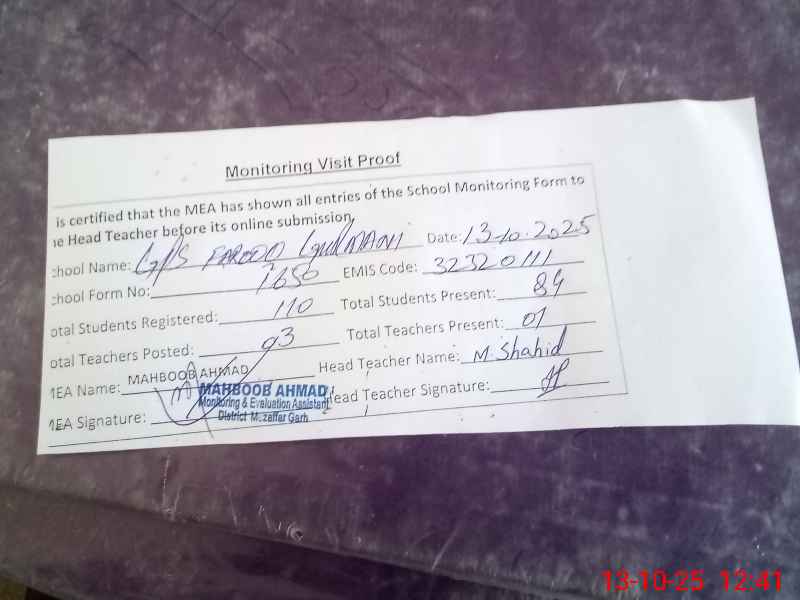 Monitoring Visit Proof
is certified that the MEA has shown all entries of the School Monitoring Form to
e Head Teacher before its online submission.
chool Name: G/S FAROOQ GURMANI Date: 13-10-2025
chool Form No: 1650 EMIS Code: 32320111
otal Students Registered: 110 Total Students Present: 84
otal Teachers Posted: 03 Total Teachers Present: 01
MEA Name: MAHBOOB AHMAD Head Teacher Name: M. Shahid
MAHBOOB AHMAD
Monitoring & Evaluation Assistant
District Muzaffar Garh
MEA Signature: Head Teacher Signature:
13-10-25 12:41